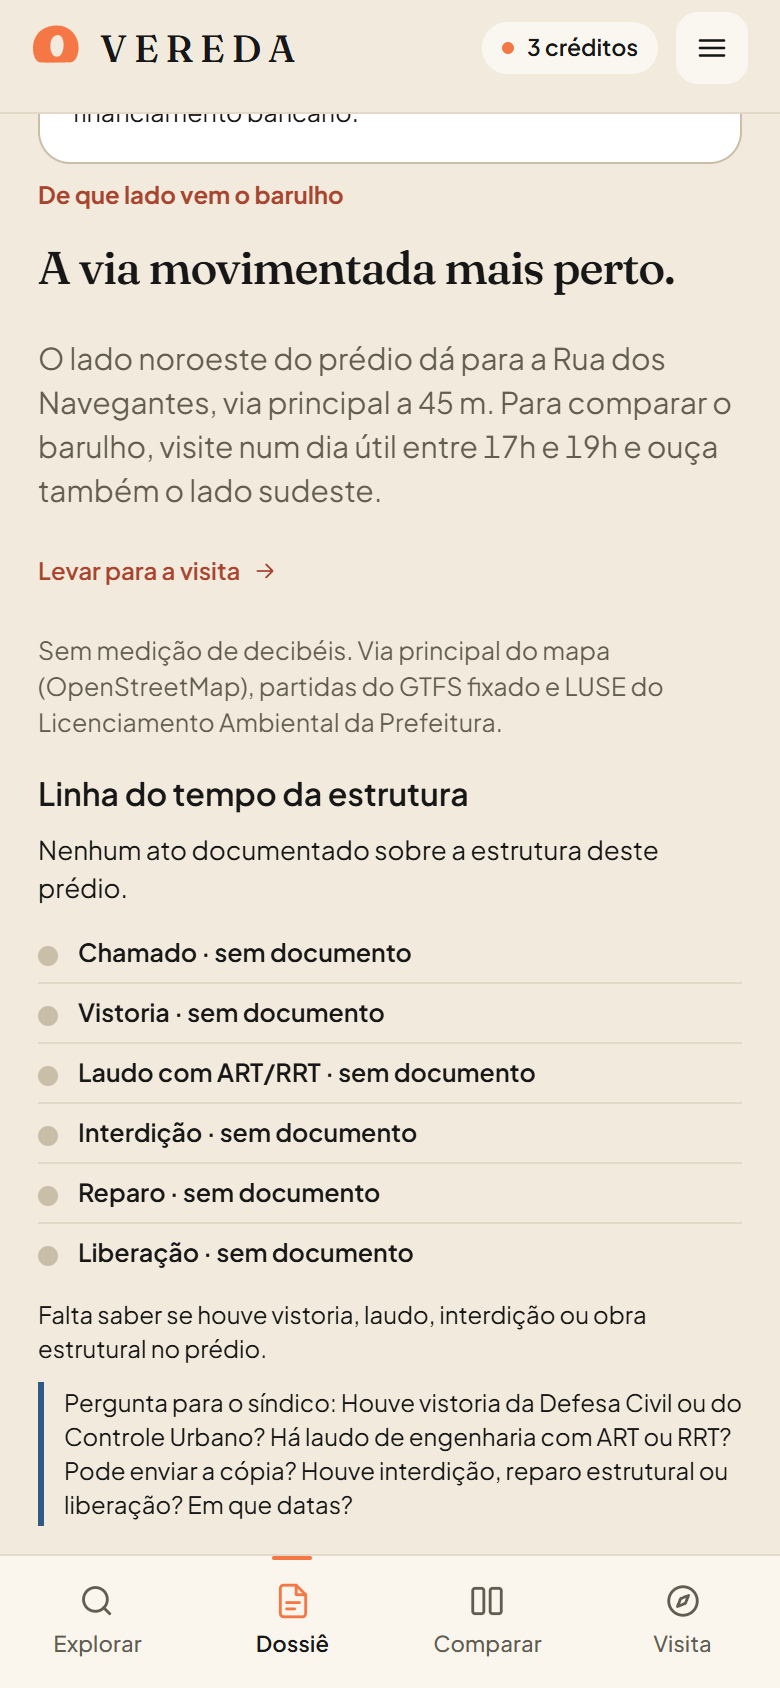 VEREDA
3 créditos
financiamento bancário.
De que lado vem o barulho
A via movimentada mais perto.
O lado noroeste do prédio dá para a Rua dos
Navegantes, via principal a 45 m. Para comparar o
barulho, visite num dia útil entre 17h e 19h e ouça
também o lado sudeste.
Levar para a visita →
Sem medição de decibéis. Via principal do mapa
(OpenStreetMap), partidas do GTFS fixado e LUSE do
Licenciamento Ambiental da Prefeitura.
Linha do tempo da estrutura
Nenhum ato documentado sobre a estrutura deste
prédio.
Chamado · sem documento
Vistoria · sem documento
Laudo com ART/RRT · sem documento
Interdição · sem documento
Reparo · sem documento
Liberação · sem documento
Falta saber se houve vistoria, laudo, interdição ou obra
estrutural no prédio.
Pergunta para o síndico: Houve vistoria da Defesa Civil ou do
Controle Urbano? Há laudo de engenharia com ART ou RRT?
Pode enviar a cópia? Houve interdição, reparo estrutural ou
liberação? Em que datas?
Explorar
Dossiê
Comparar
Visita